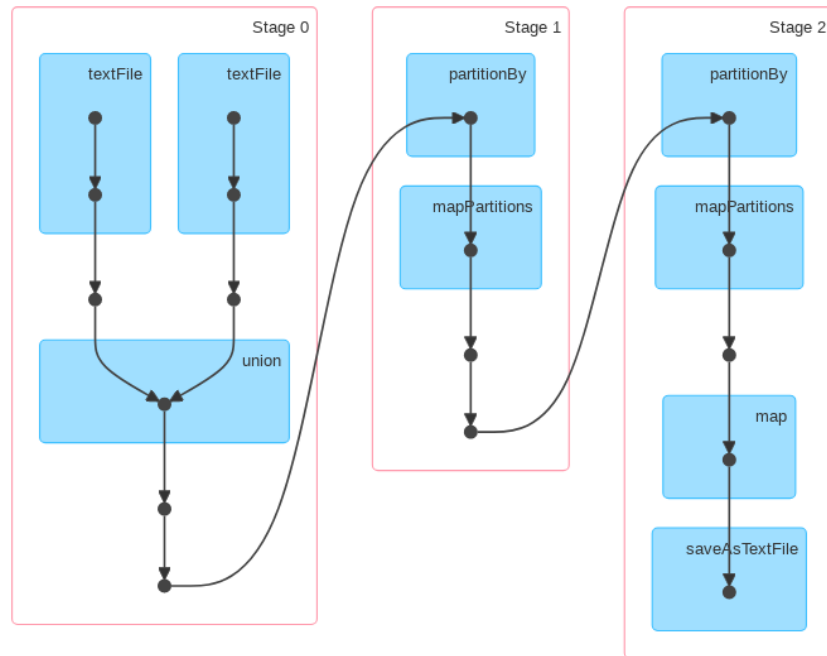 Stage 0
textFile
textFile
union
Stage 1
partitionBy
mapPartitions
Stage 2
partitionBy
mapPartitions
map
saveAsTextFile